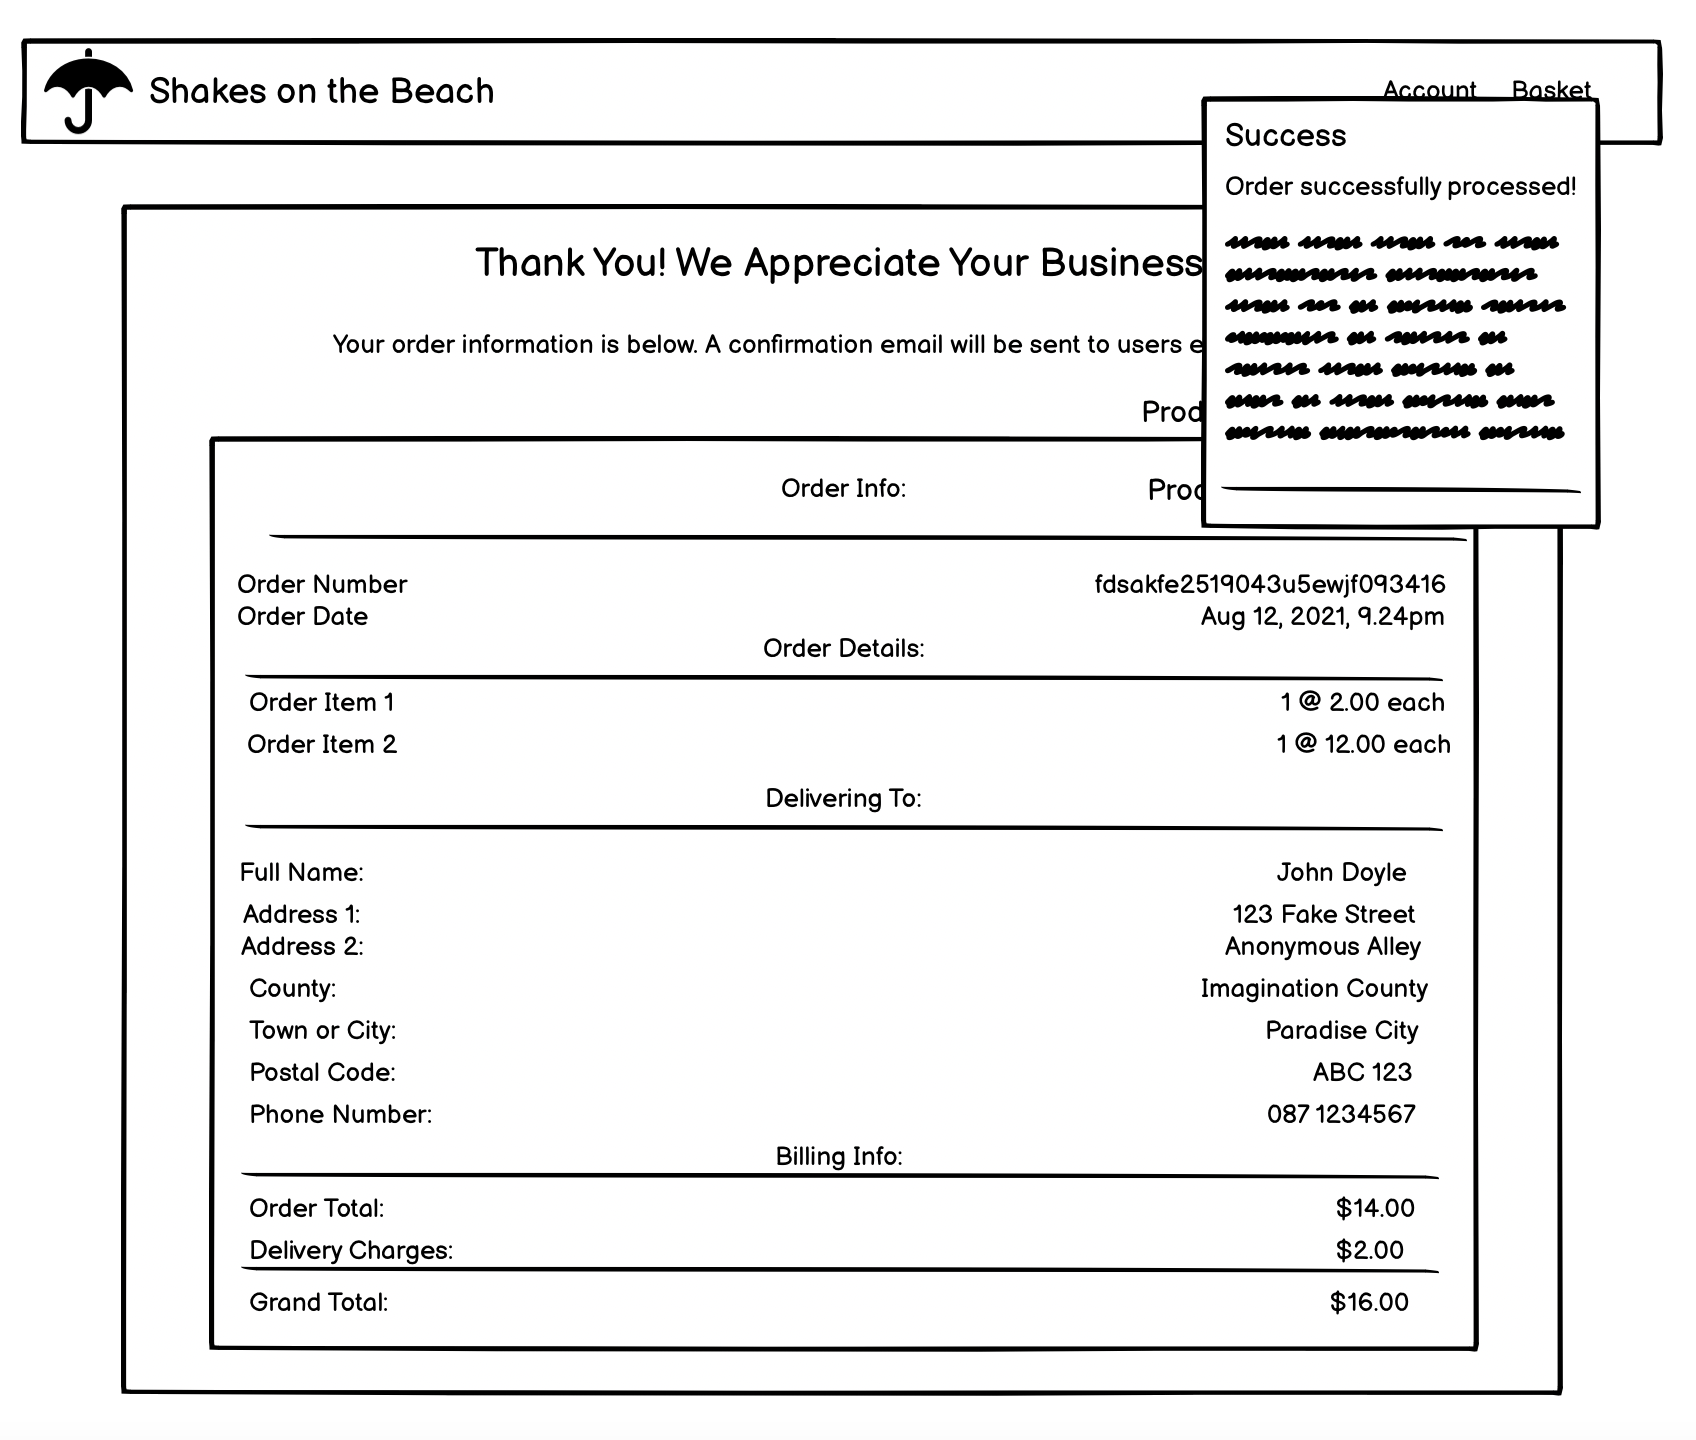 Shakes on the Beach
Account Basket
Success
Order successfully processed!
Thank You! We Appreciate Your Business
Your order information is below. A confirmation email will be sent to users
Order Info:
Order Number fdsakfe2519043u5ewjf093416
Order Date Aug 12, 2021, 9.24pm
Order Details:
Order Item 1 1 @ 2.00 each
Order Item 2 1 @ 12.00 each
Delivering To:
Full Name: John Doyle
Address 1: 123 Fake Street
Address 2: Anonymous Alley
County: Imagination County
Town or City: Paradise City
Postal Code: ABC 123
Phone Number: 087 1234567
Billing Info:
Order Total: $14.00
Delivery Charges: $2.00
Grand Total: $16.00